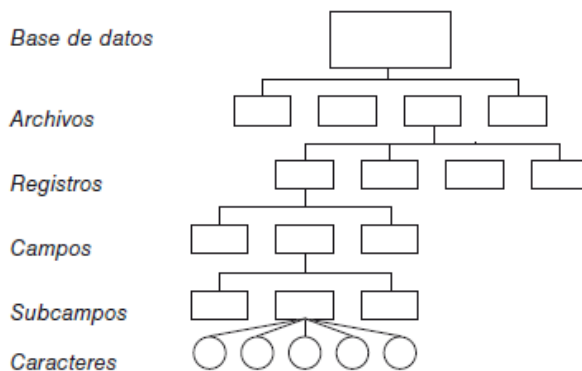 Base de datos
Archivos
Registros
Campos
Subcampos
Caracteres